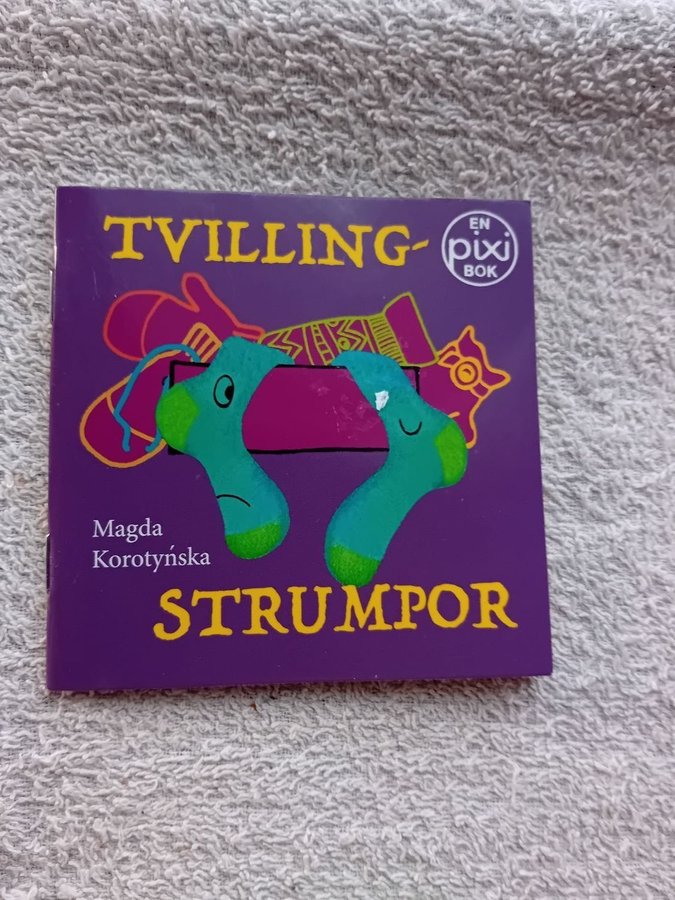 TVILLING-
EN
pixi
BOK
Magda
Korotyńska
STRUMPOR